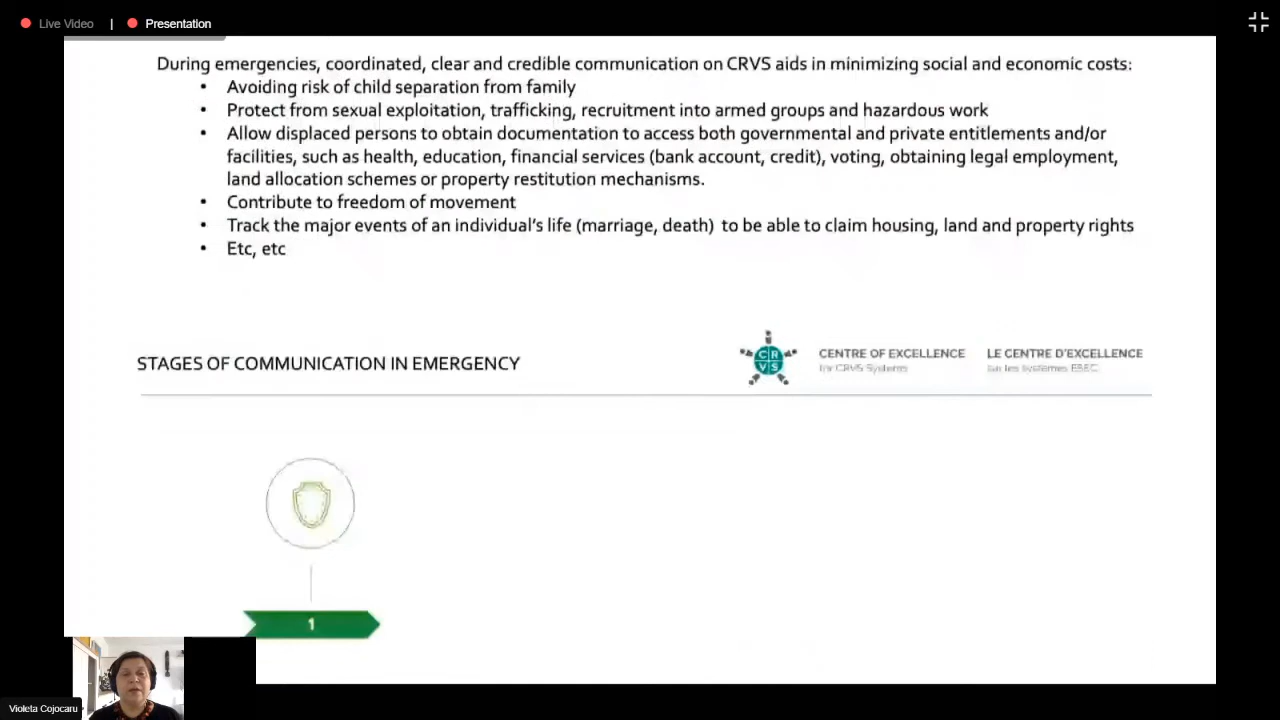 Live Video | Presentation
During emergencies, coordinated, clear and credible communication on CRVS aids in minimizing social and economic costs:
• Avoiding risk of child separation from family
• Protect from sexual exploitation, trafficking, recruitment into armed groups and hazardous work
• Allow displaced persons to obtain documentation to access both governmental and private entitlements and/or
facilities, such as health, education, financial services (bank account, credit), voting, obtaining legal employment,
land allocation schemes or property restitution mechanisms.
• Contribute to freedom of movement
• Track the major events of an individual's life (marriage, death) to be able to claim housing, land and property rights
• Etc, etc
STAGES OF COMMUNICATION IN EMERGENCY
C R
V S
CENTRE OF EXCELLENCE
for CRVS Systems
LE CENTRE D'EXCELLENCE
sur les systèmes ESEC
1
Violeta Cojocaru